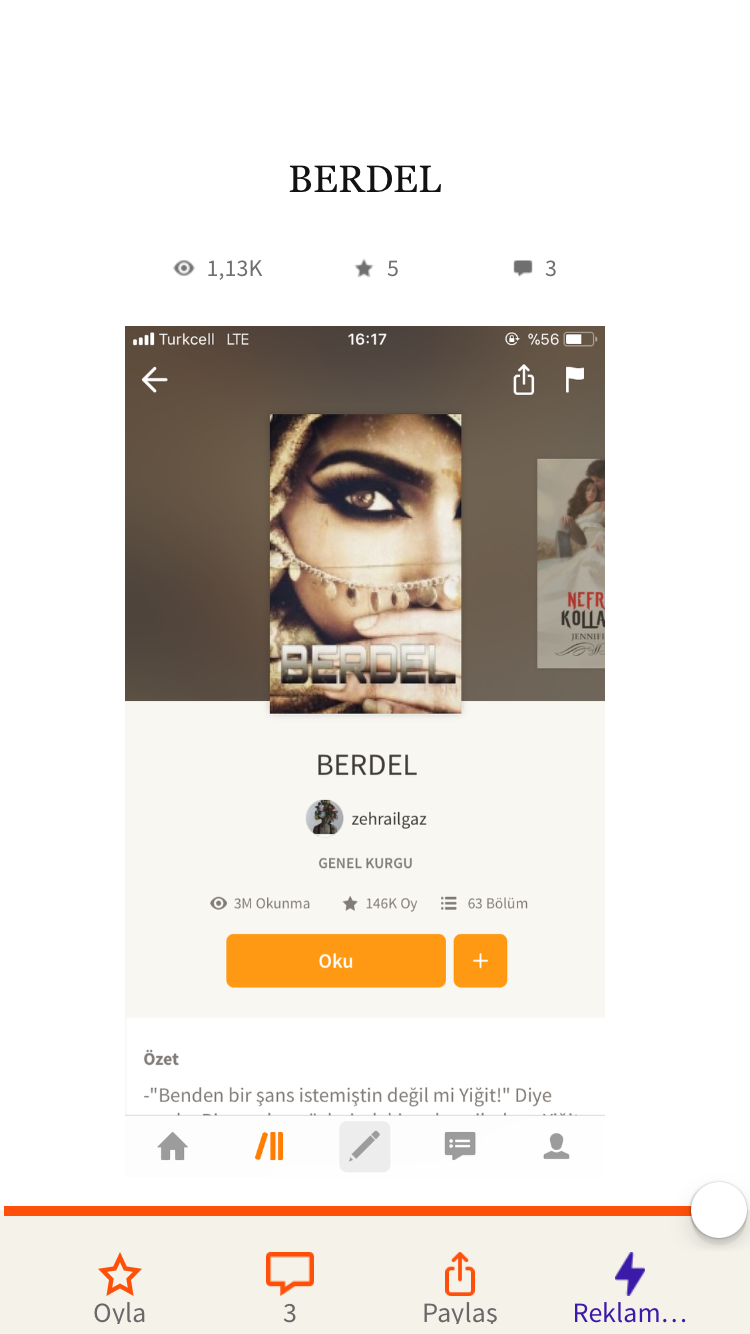 BERDEL
1,13K 5 3
Turkcell LTE 16:17 %56
BERDEL
NEFR
KOLLA
JENNIF
BERDEL
zehrailgaz
GENEL KURGU
3M Okunma 146K Oy 63 Bölüm
Oku +
Özet
-"Benden bir şans istemiştin değil mi Yiğit!" Diye
Oyla 3 Paylaş Reklam...